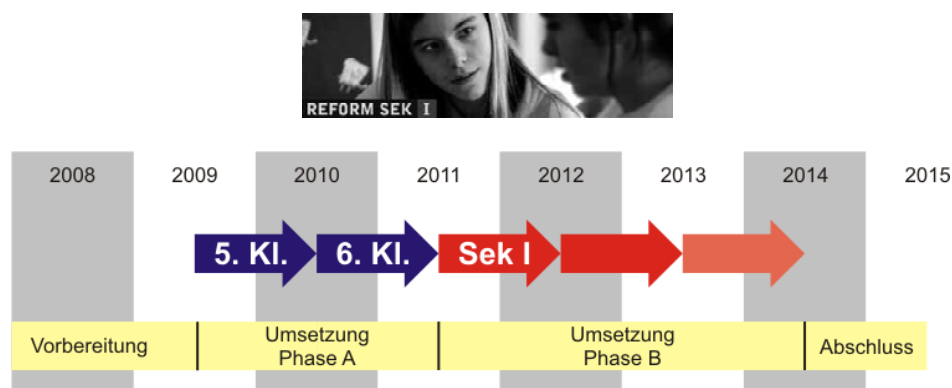 REFORM SEK I
2008 2009 2010 2011 2012 2013 2014 2015
5. Kl. 6. Kl. Sek I
Vorbereitung
Umsetzung
Phase A
Umsetzung
Phase B
Abschluss